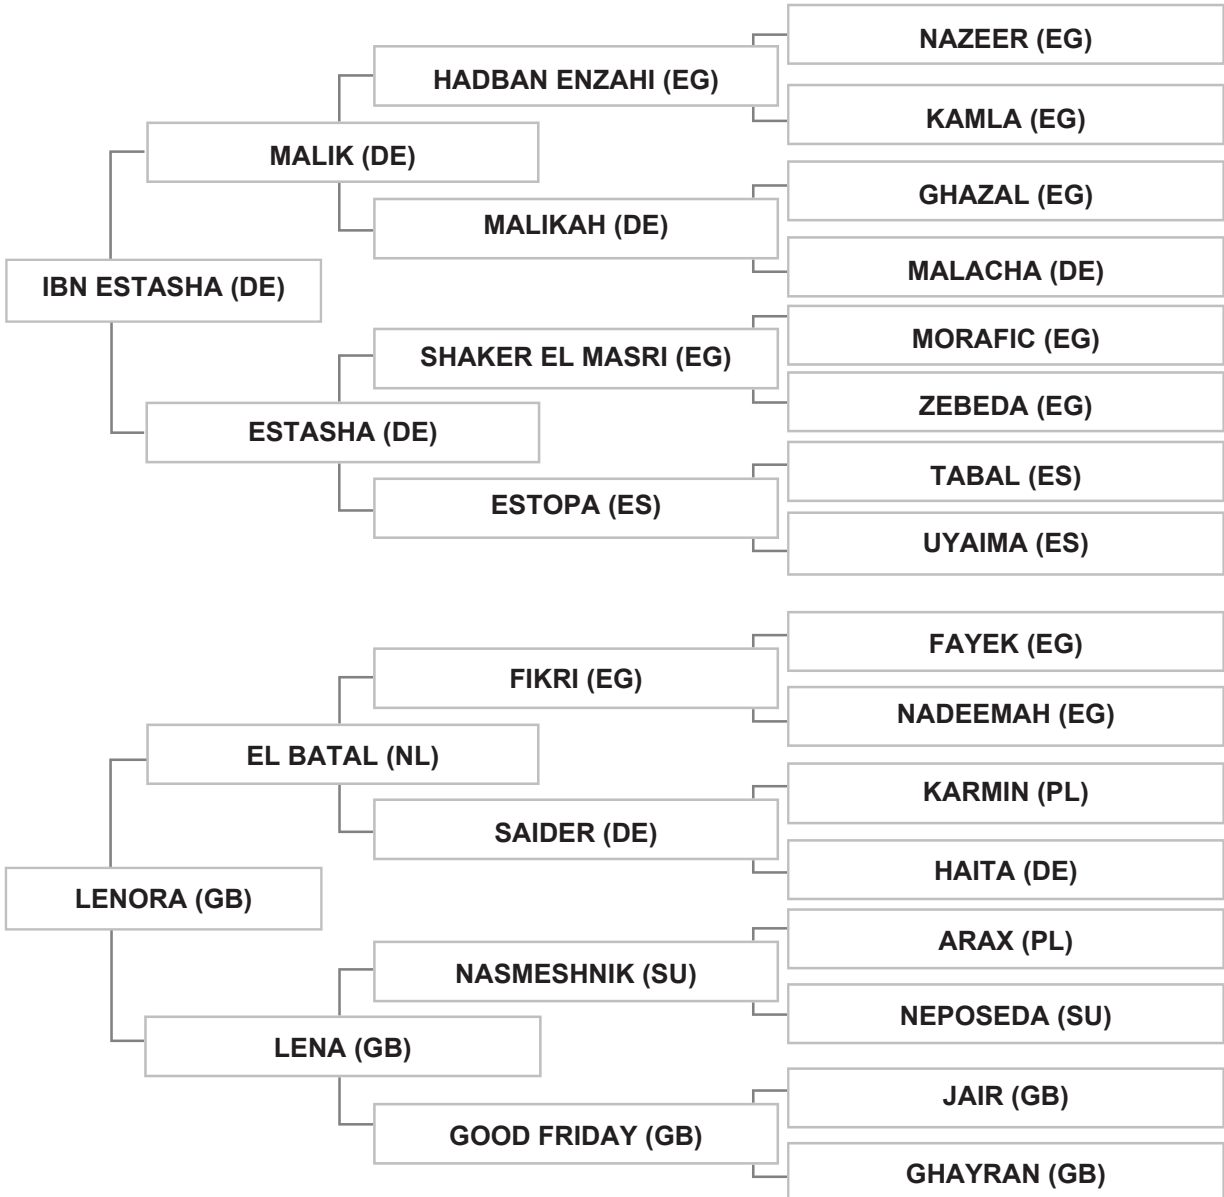 NAZEER (EG)
HADBAN ENZAHI (EG)
KAMLA (EG)
MALIK (DE)
GHAZAL (EG)
MALIKAH (DE)
MALACHA (DE)
IBN ESTASHA (DE)
MORAFIC (EG)
SHAKER EL MASRI (EG)
ZEBEDA (EG)
ESTASHA (DE)
TABAL (ES)
ESTOPA (ES)
UYAIMA (ES)
FAYEK (EG)
FIKRI (EG)
NADEEMAH (EG)
EL BATAL (NL)
KARMIN (PL)
SAIDER (DE)
HAITA (DE)
LENORA (GB)
ARAX (PL)
NASMESHNIK (SU)
NEPOSEDA (SU)
LENA (GB)
JAIR (GB)
GOOD FRIDAY (GB)
GHAYRAN (GB)